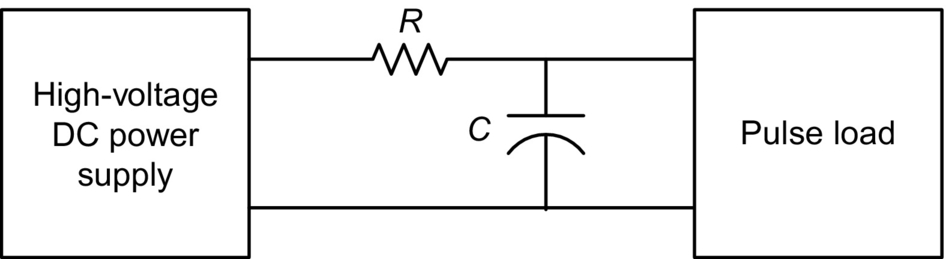 R
High-voltage
DC power
supply
C
Pulse load